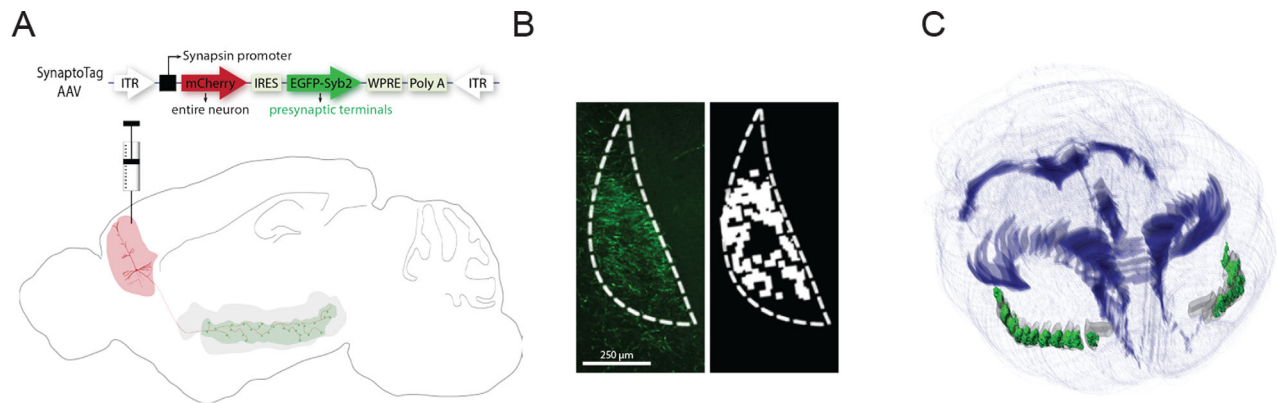 A
B
C
Synapsin promoter
SynaptoTag
AAV
ITR
mCherry
IRES
EGFP-Syb2
WPRE
Poly A
ITR
entire neuron
presynaptic terminals
250 μm